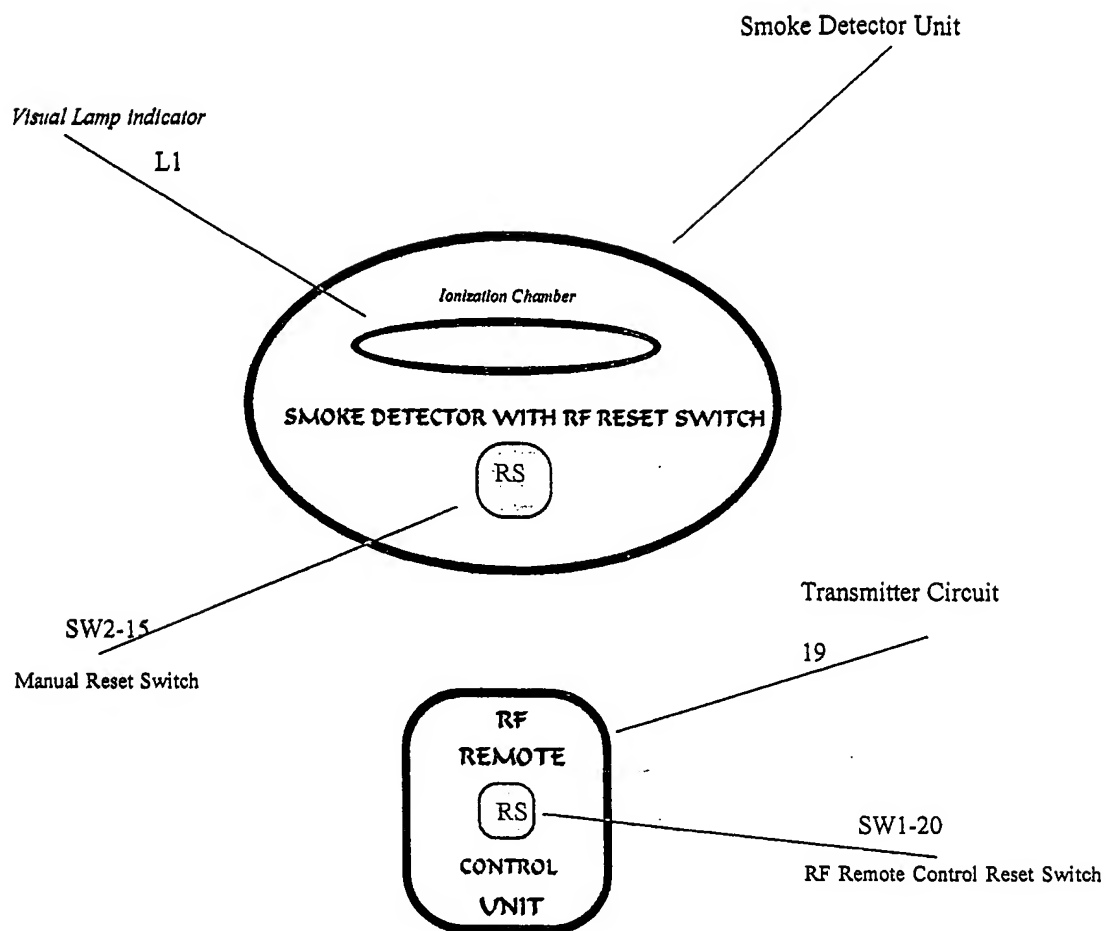 Smoke Detector Unit
Visual Lamp indicator
L1
Ionization Chamber
SMOKE DETECTOR WITH RF RESET SWITCH
RS
SW2-15
Manual Reset Switch
Transmitter Circuit
19
RF
REMOTE
RS
CONTROL
UNIT
SW1-20
RF Remote Control Reset Switch